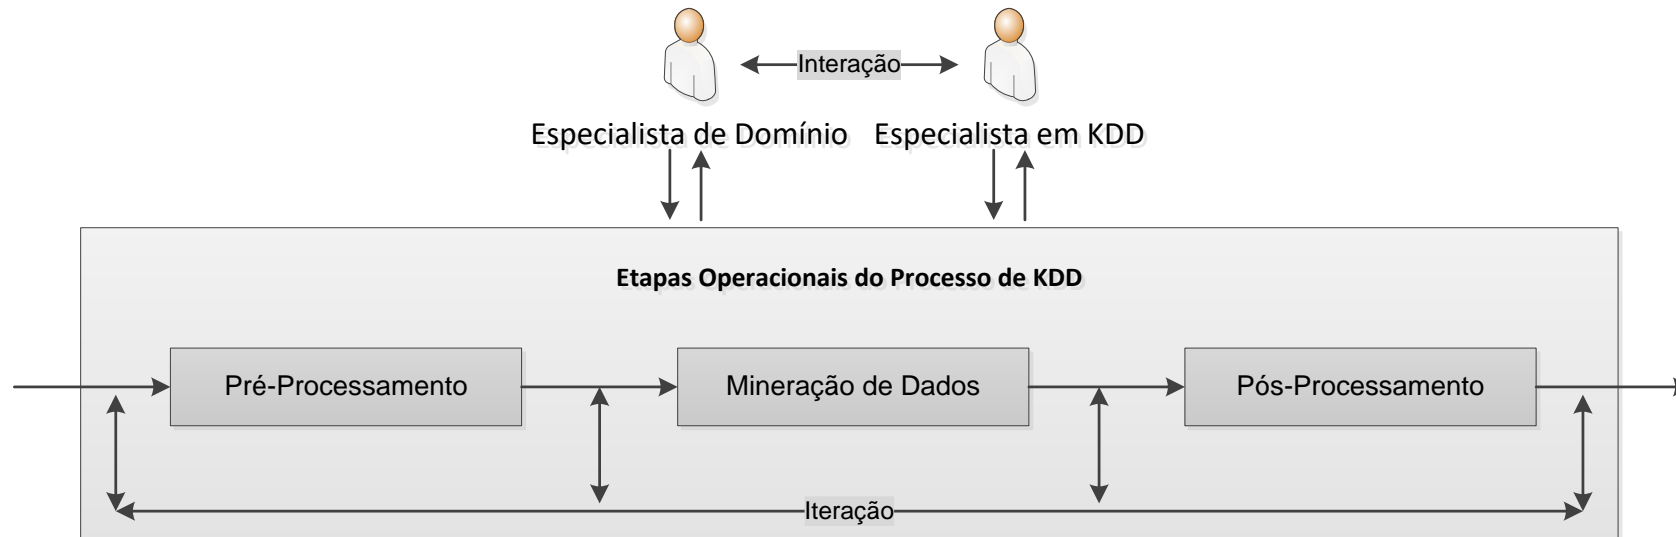 Interação
Especialista de Domínio
Especialista em KDD
Etapas Operacionais do Processo de KDD
Pré-Processamento
Mineração de Dados
Pós-Processamento
Iteração